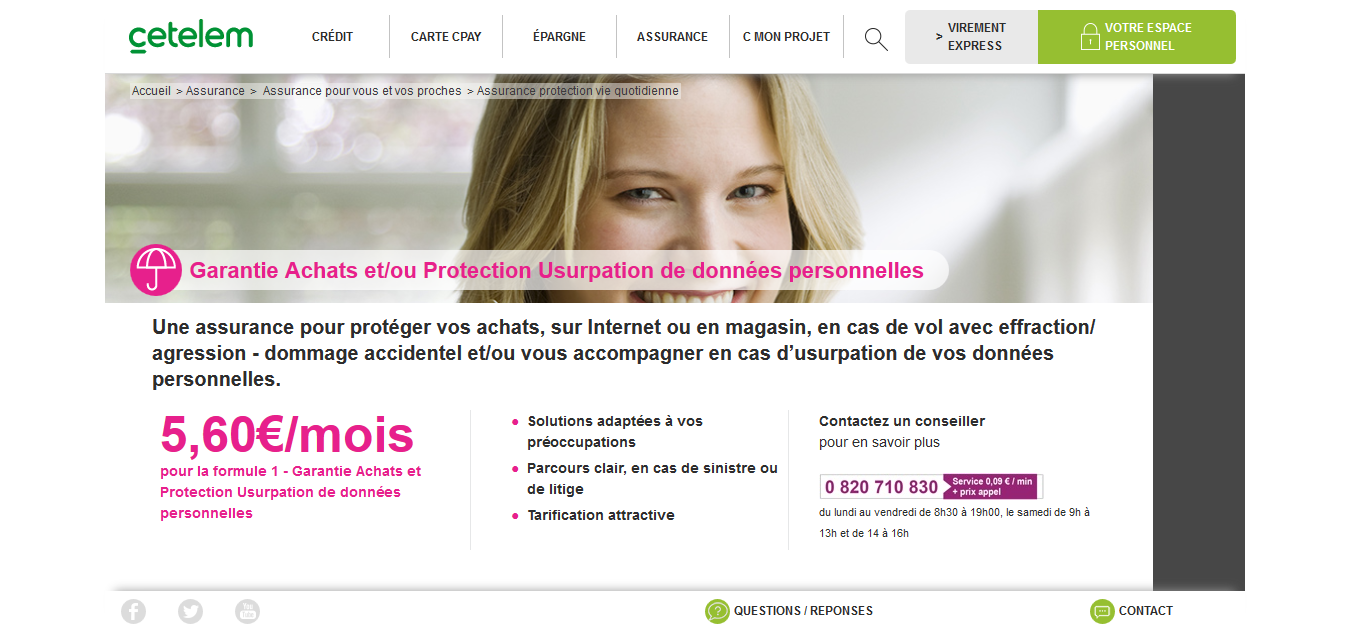 cetelem
CRÉDIT
CARTE CPAY
ÉPARGNE
ASSURANCE
C MON PROJET
> VIREMENT
EXPRESS
VOTRE ESPACE
PERSONNEL
Accueil > Assurance > Assurance pour vous et vos proches > Assurance protection vie quotidienne
Garantie Achats et/ou Protection Usurpation de données personnelles
Une assurance pour protéger vos achats, sur Internet ou en magasin, en cas de vol avec effraction/
agression - dommage accidentel et/ou vous accompagner en cas d’usurpation de vos données
personnelles.
5,60€/mois
pour la formule 1 - Garantie Achats et
Protection Usurpation de données
personnelles
Solutions adaptées à vos
préoccupations
Parcours clair, en cas de sinistre ou
de litige
Tarification attractive
Contactez un conseiller
pour en savoir plus
0 820 710 830
Service 0,09 € / min
+ prix appel
du lundi au vendredi de 8h30 à 19h00, le samedi de 9h à
13h et de 14 à 16h
You
Tube
QUESTIONS / REPONSES
CONTACT